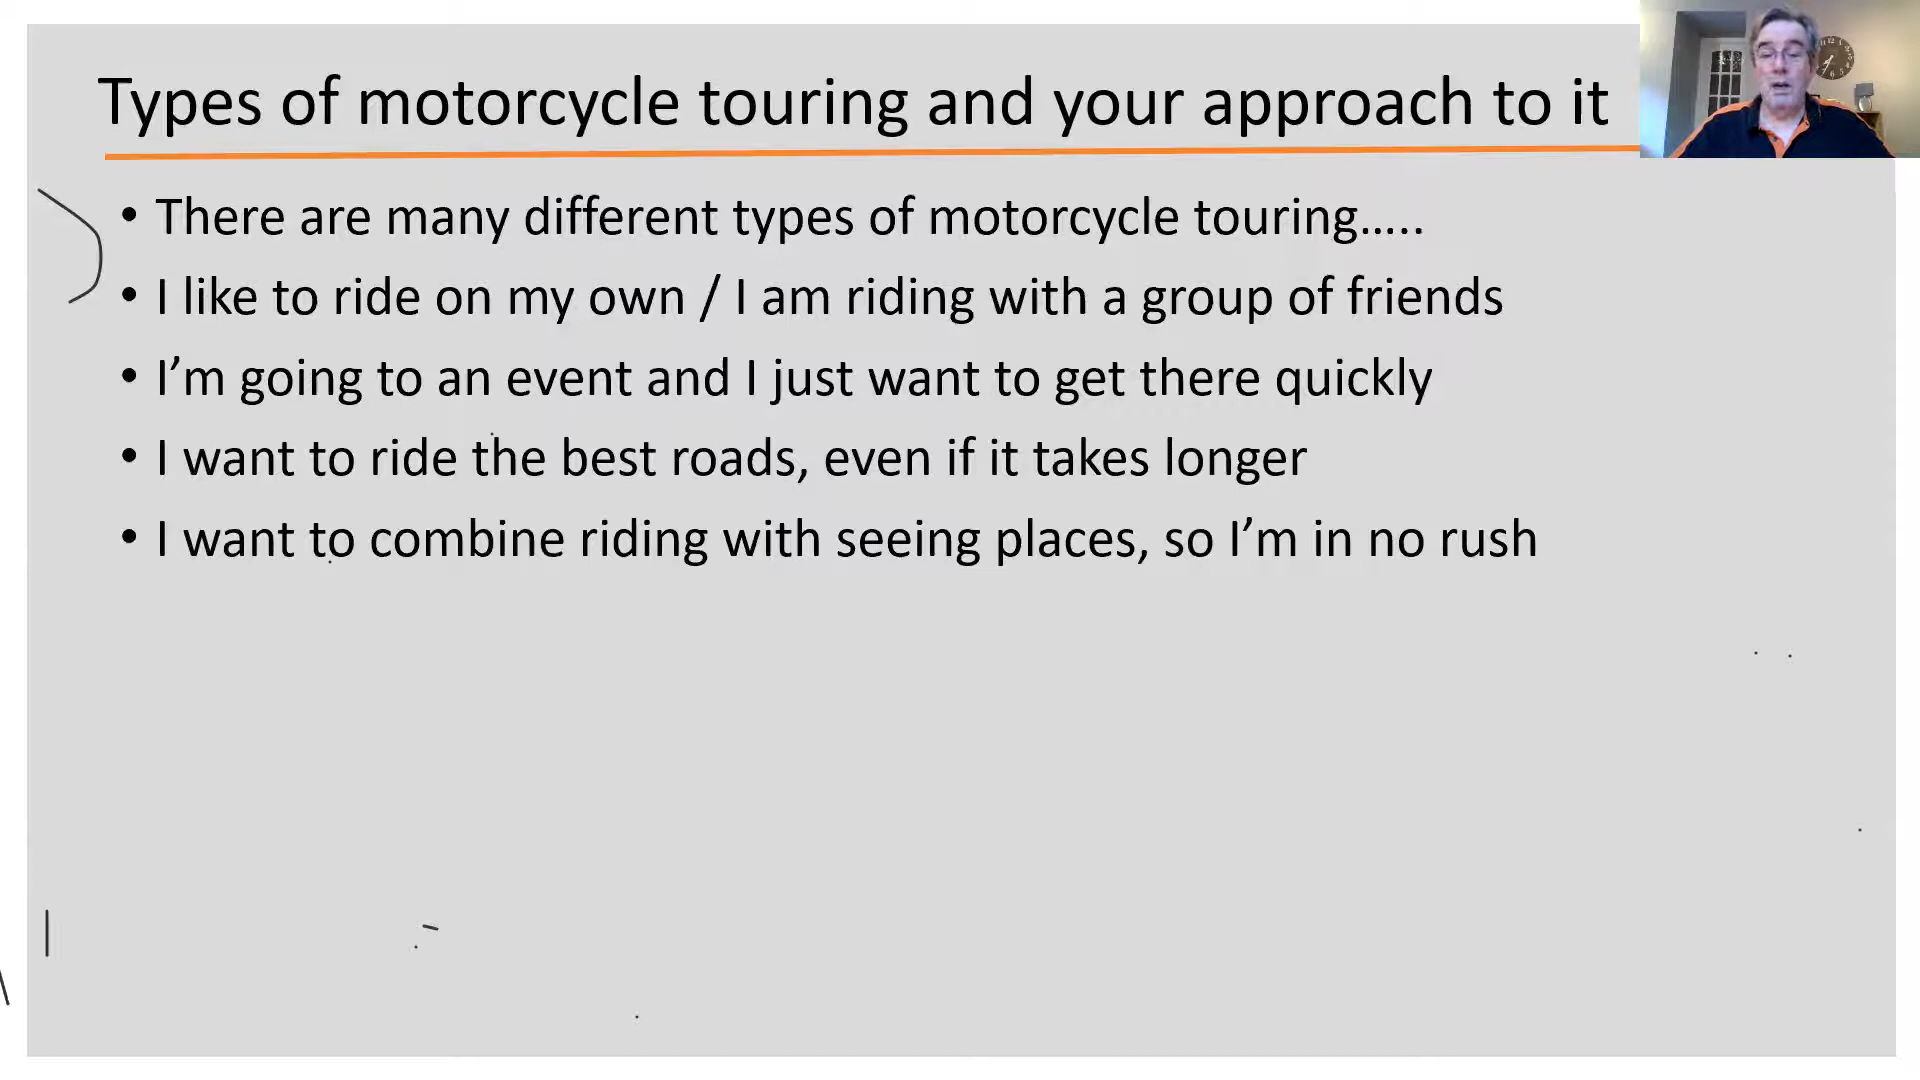 Types of motorcycle touring and your approach to it
• There are many different types of motorcycle touring.....
• I like to ride on my own / I am riding with a group of friends
• I’m going to an event and I just want to get there quickly
• I want to ride the best roads, even if it takes longer
• I want to combine riding with seeing places, so I’m in no rush